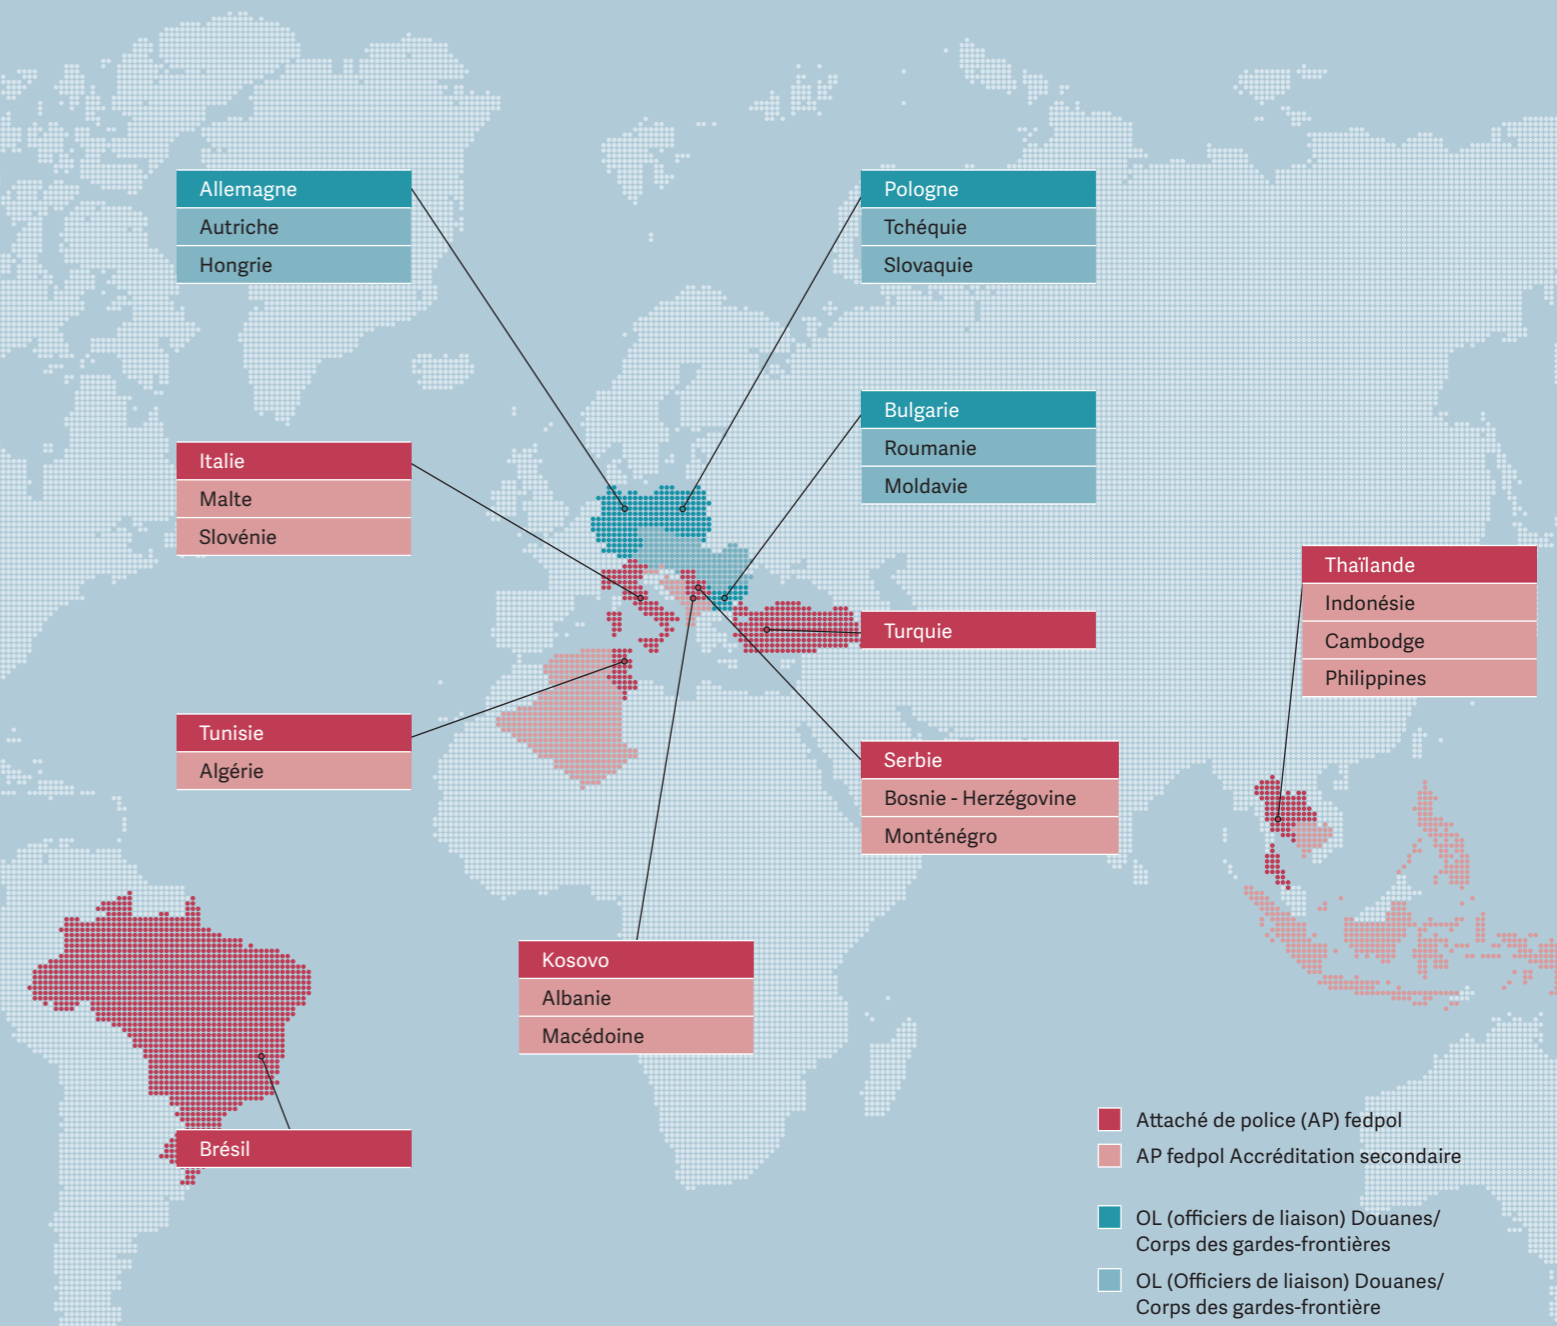 Allemagne
Autriche
Hongrie
Pologne
Tchéquie
Slovaquie
Bulgarie
Roumanie
Moldavie
Italie
Malte
Slovénie
Thaïlande
Indonésie
Cambodge
Philippines
Turquie
Tunisie
Algérie
Serbie
Bosnie - Herzégovine
Monténégro
Kosovo
Albanie
Macédoine
Brésil
Attaché de police (AP) fedpol
AP fedpol Accréditation secondaire
OL (officiers de liaison) Douanes/
Corps des gardes-frontières
OL (Officiers de liaison) Douanes/
Corps des gardes-frontière